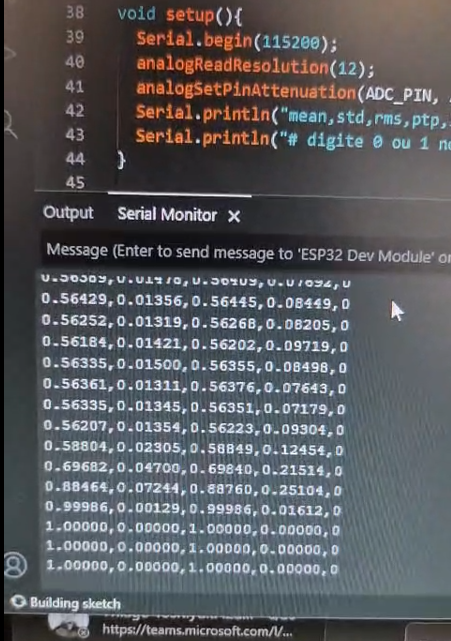 38 void setup(){
39 Serial.begin(115200);
40 analogReadResolution(12);
41 analogSetPinAttenuation(ADC_PIN,
42 Serial.println("mean,std,rms,ptp,
43 Serial.println("# digite 0 ou 1 n
44 }
45
Output Serial Monitor X
Message (Enter to send message to 'ESP32 Dev Module' o
0.56429,0.01356,0.56445,0.08449,0
0.56252,0.01319,0.56268,0.08205,0
0.56184,0.01421,0.56202,0.09719,0
0.56335,0.01500,0.56355,0.08498,0
0.56361,0.01311,0.56376,0.07643,0
0.56335,0.01345,0.56351,0.07179,0
0.56207,0.01354,0.56223,0.09304,0
0.58804,0.02305,0.58849,0.12454,0
0.69682,0.04700,0.69840,0.21514,0
0.88464,0.07244,0.88760,0.25104,0
0.99986,0.00129,0.99986,0.01612,0
1.00000,0.00000,1.00000,0.00000,0
1.00000,0.00000,1.00000,0.00000,0
1.00000,0.00000,1.00000,0.00000,0
Building sketch
https://teams.microsoft.com/l/...